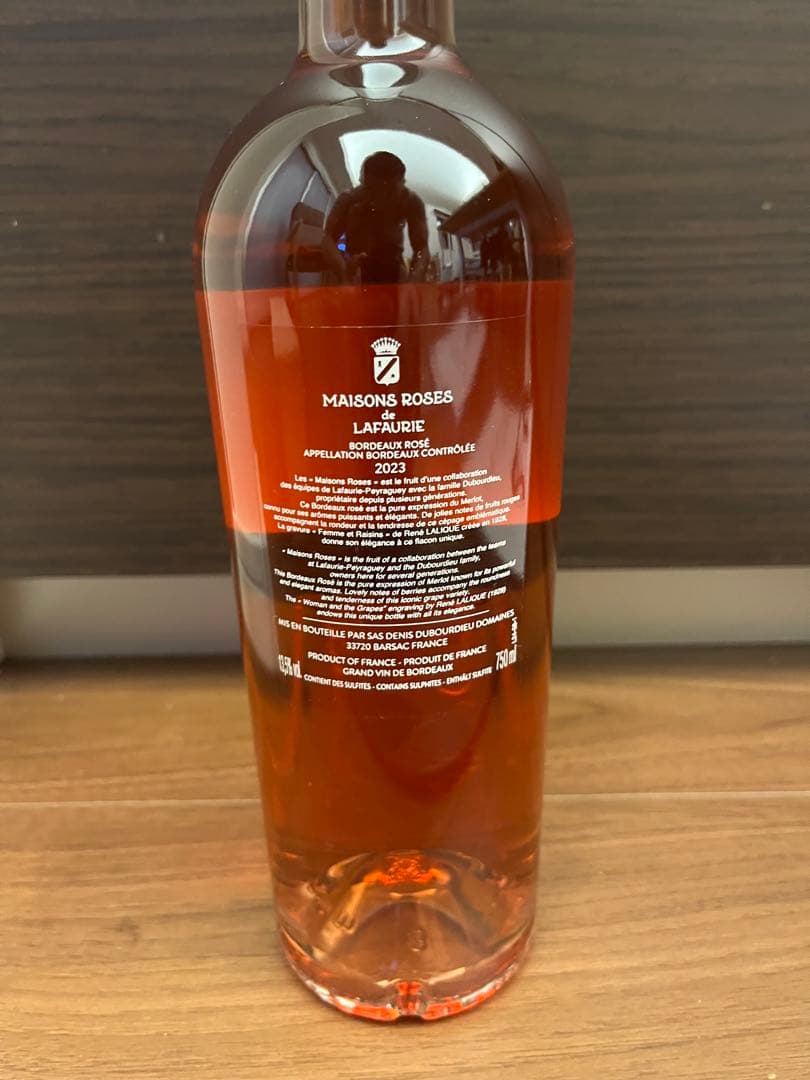 MAISONS ROSES
de
LAFAURIE
BORDEAUX ROSÉ
APPELLATION BORDEAUX CONTRÔLÉE
2023
Les « Maisons Roses » est le fruit d'une collaboration
des équipes de Lafaurie-Peyraguey avec la famille Dubourdieu,
propriétaire depuis plusieurs générations.
Ce Bordeaux rosé est la pure expression du Merlot,
connu pour ses arômes puissants et élégants. De jolies notes de fruits rouges
accompagnent la rondeur et la tendresse de ce cépage emblématique.
La gravure « Femme et Raisins » de René LALIQUE créée en 1928,
donne son élégance à ce flacon unique.
« Maisons Roses » is the fruit of a collaboration between the teams
at Lafaurie-Peyraguey and the Dubourdieu family,
owners here for several generations.
This Bordeaux Rosé is the pure expression of Merlot known for its powerful
and elegant aromas. Lovely notes of berries accompany the roundness
and tenderness of this iconic grape variety.
The « Woman and the Grapes" engraving by René LALIQUE (1928)
endows this unique bottle with all its elegance.
MIS EN BOUTEILLE PAR SAS DENIS DUBOURDIEU DOMAINES
33720 BARSAC FRANCE
PRODUCT OF FRANCE - PRODUIT DE FRANCE
GRAND VIN DE BORDEAUX
13,5% vol. 750 ml
CONTIENT DES SULFITES - CONTAINS SULPHITES - ENTHÄLT SULFITE